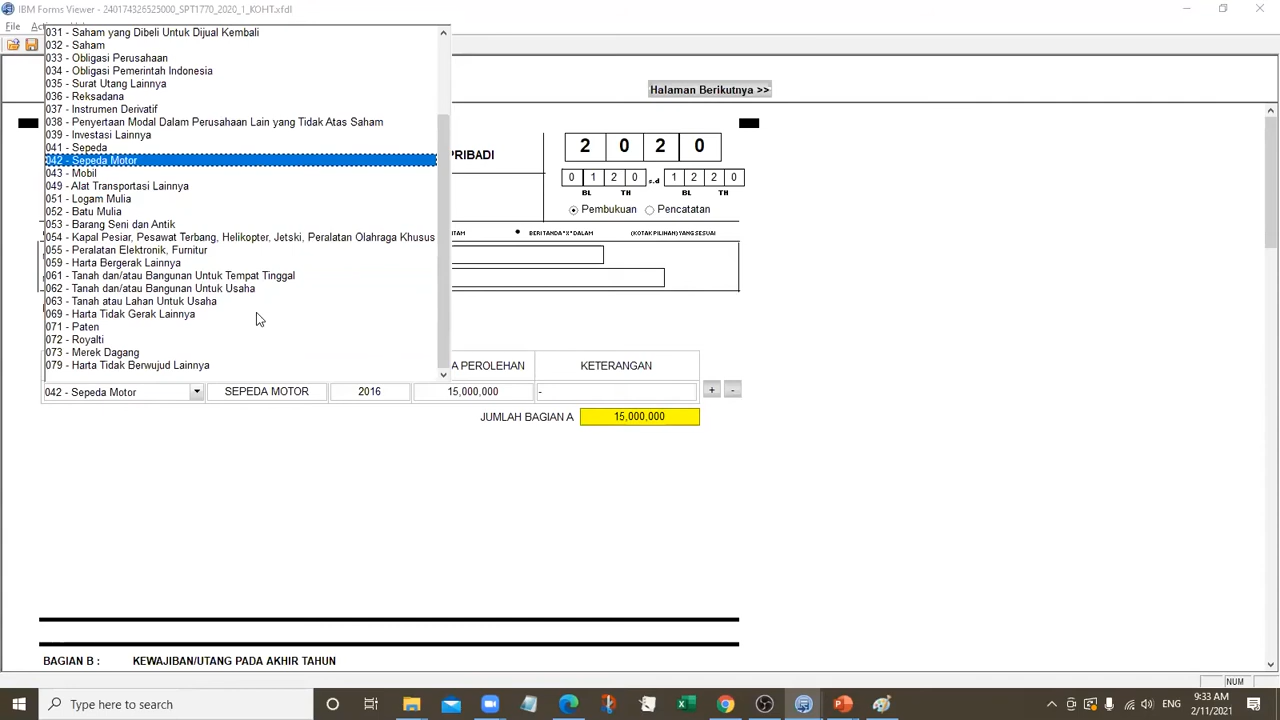 IBM Forms Viewer - 240174326525000_SPT1770_2020_1_KOHT.xfdl
File
031 - Saham yang Dibeli Untuk Dijual Kembali
032 - Saham
033 - Obligasi Perusahaan
034 - Obligasi Pemerintah Indonesia
035 - Surat Utang Lainnya
036 - Reksadana
037 - Instrumen Derivatif
038 - Penyertaan Modal Dalam Perusahaan Lain yang Tidak Atas Saham
039 - Investasi Lainnya
041 - Sepeda
042 - Sepeda Motor
043 - Mobil
049 - Alat Transportasi Lainnya
051 - Logam Mulia
052 - Batu Mulia
053 - Barang Seni dan Antik
054 - Kapal Pesiar, Pesawat Terbang, Helikopter, Jetski, Peralatan Olahraga Khusus
055 - Peralatan Elektronik, Furnitur
059 - Harta Bergerak Lainnya
061 - Tanah dan/atau Bangunan Untuk Tempat Tinggal
062 - Tanah dan/atau Bangunan Untuk Usaha
063 - Tanah atau Lahan Untuk Usaha
069 - Harta Tidak Gerak Lainnya
071 - Paten
072 - Royalti
073 - Merek Dagang
079 - Harta Tidak Berwujud Lainnya
Halaman Berikutnya >>
PRIBADI
2 0 2 0
0 1 2 0 s.d 1 2 2 0
BL TH BL TH
Pembukuan Pencatatan
• BERI TANDA "X" DALAM (KOTAK PILIHAN) YANG SESUAI
A PEROLEHAN KETERANGAN
042 - Sepeda Motor SEPEDA MOTOR 2016 15,000,000 - + -
JUMLAH BAGIAN A 15,000,000
BAGIAN B : KEWAJIBAN/UTANG PADA AKHIR TAHUN
NUM
Type here to search
ENG
9:33 AM
2/11/2021